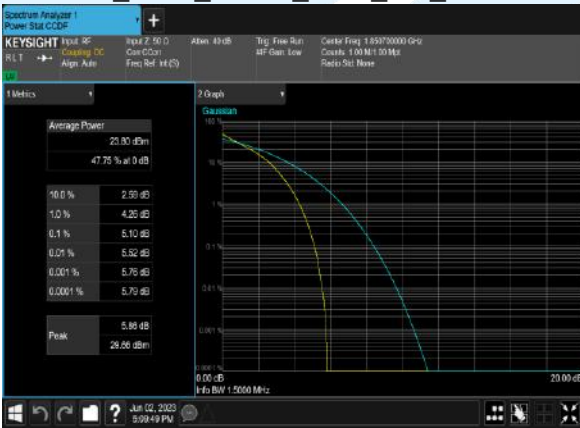 Spectrum Analyzer 1
Power Stat CCDF
+
KEYSIGHT
Input: RF
Coupling: DC
Align: Auto
Input Z: 50 Ω
Corr CCorr
Freq Ref: Int (S)
Atten: 40 dB
Trig: Free Run
#IF Gain: Low
Center Freq: 1.850700000 GHz
Counts: 1.00 M/1.00 Mpt
Radio Std: None
RLT
1 Metrics
Average Power
23.80 dBm
47.75 % at 0 dB
10.0 % 2.59 dB
1.0 % 4.26 dB
0.1 % 5.10 dB
0.01 % 5.52 dB
0.001 % 5.76 dB
0.0001 % 5.79 dB
Peak
5.86 dB
29.66 dBm
2 Graph
Gaussian
100 %
10 %
1 %
0.1 %
0.01 %
0.001 %
0.0001 %
0.00 dB
20.00 dB
Info BW 1.5000 MHz
?
Jun 02, 2023
5:09:49 PM